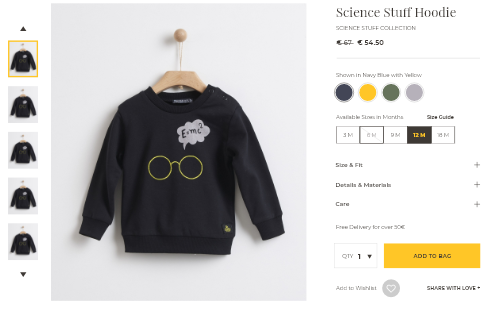 Science Stuff Hoodie
SCIENCE STUFF COLLECTION
€ 67 € 54.50
Shown in Navy Blue with Yellow
Available Sizes in Months Size Guide
3 M 6 M 9 M 12 M 18 M
E=mc²
Size & Fit +
Details & Materials +
Care +
Free Delivery for over 50€
QTY 1 ADD TO BAG
Add to Wishlist SHARE WITH LOVE +